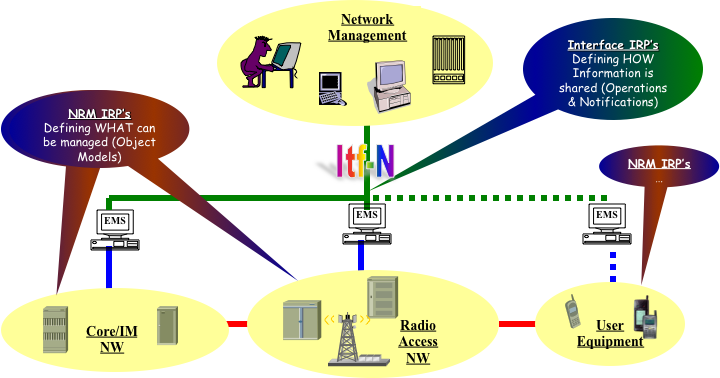 Network
Management
Interface IRP's
Defining HOW
Information is
shared (Operations
& Notifications)
NRM IRP's
Defining WHAT can
be managed (Object
Models)
Itf-N
NRM IRP's
...
EMS
EMS
EMS
Core/IM
NW
Radio
Access
NW
User
Equipment